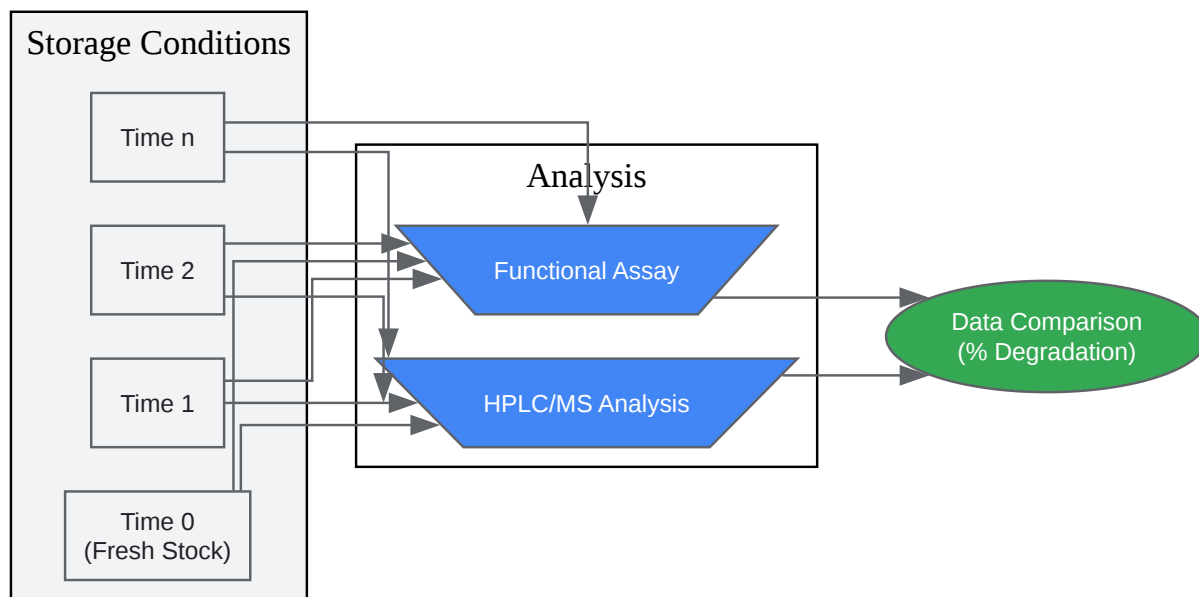 Storage Conditions
Time n
Time 2
Time 1
Time 0
(Fresh Stock)
Analysis
Functional Assay
HPLC/MS Analysis
Data Comparison
(% Degradation)